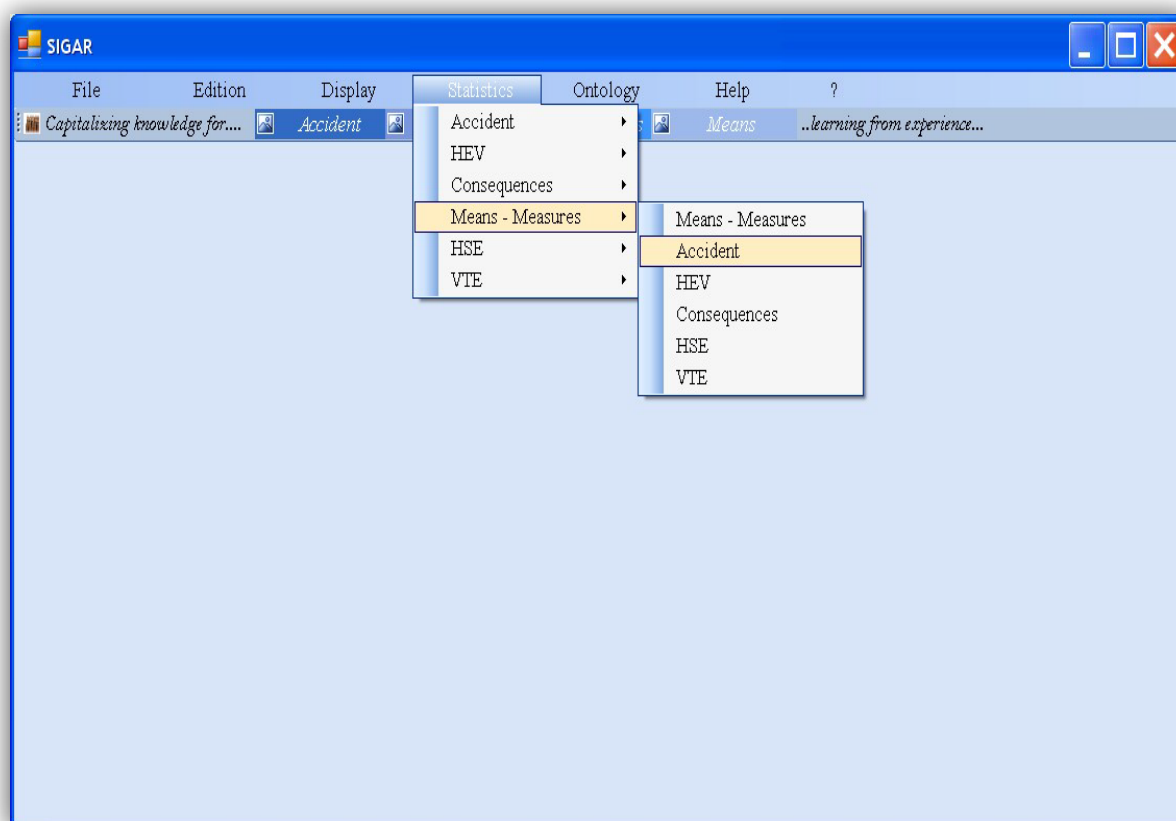 SIGAR
File Edition Display Statistics Ontology Help ?
Capitalizing knowledge for.... Accident Means ..learning from experience...
Accident
HEV
Consequences
Means - Measures
HSE
VTE
Means - Measures
Accident
HEV
Consequences
HSE
VTE